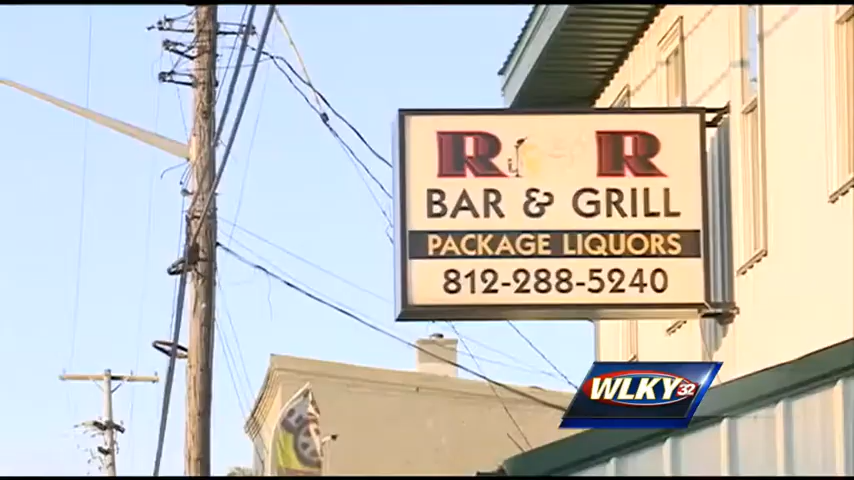 R R
BAR & GRILL
PACKAGE LIQUORS
812-288-5240
WLKY 32